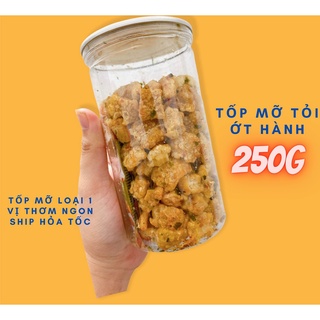 TỐP MỠ TỎI
ỚT HÀNH
250G
TỐP MỠ LOẠI 1
VỊ THƠM NGON
SHIP HỎA TỐC